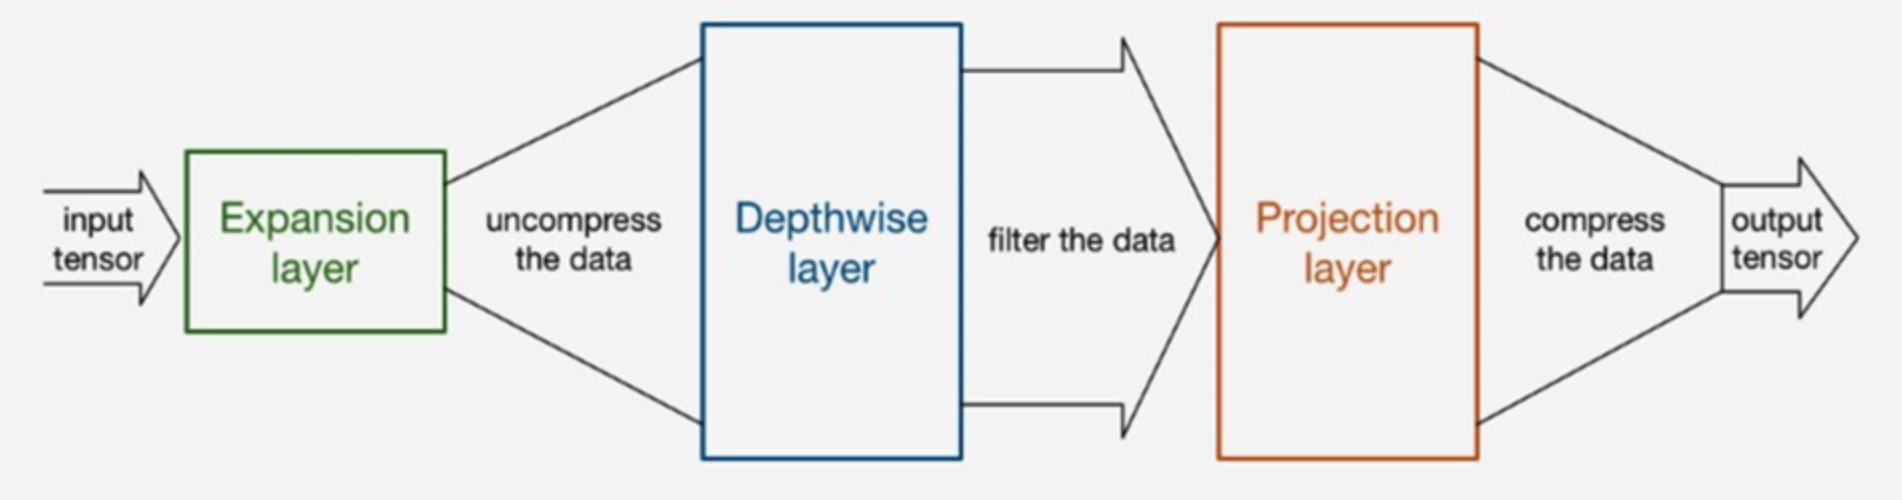 input
tensor
Expansion
layer
uncompress
the data
Depthwise
layer
filter the data
Projection
layer
compress
the data
output
tensor